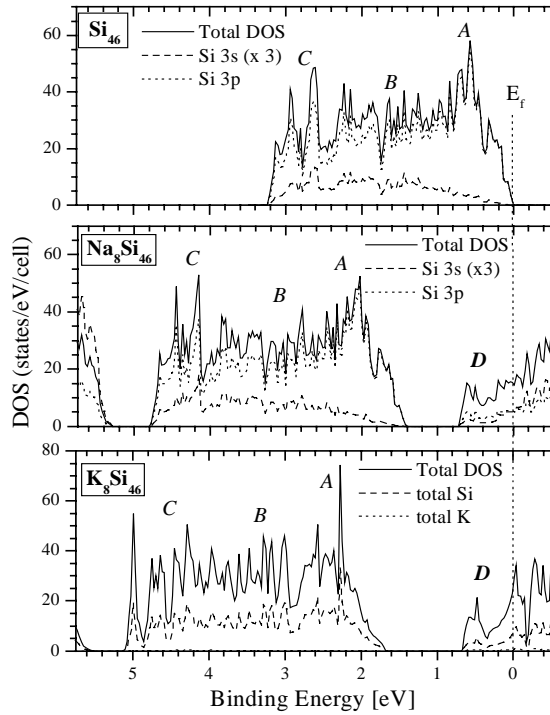 Si46
Total DOS
Si 3s (x 3)
Si 3p
A
B
C
Ef
60
40
20
0
Na8Si46
Total DOS
Si 3s (x3)
Si 3p
A
B
C
D
60
40
20
0
DOS (states/eV/cell)
K8Si46
Total DOS
total Si
total K
A
B
C
D
80
60
40
20
0
5 4 3 2 1 0
Binding Energy [eV]